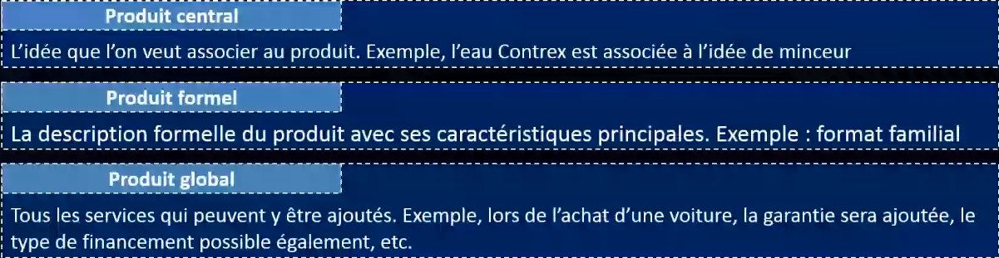 Produit central
L’idée que l’on veut associer au produit. Exemple, l’eau Contrex est associée à l’idée de minceur
Produit formel
La description formelle du produit avec ses caractéristiques principales. Exemple : format familial
Produit global
Tous les services qui peuvent y être ajoutés. Exemple, lors de l’achat d’une voiture, la garantie sera ajoutée, le
type de financement possible également, etc.